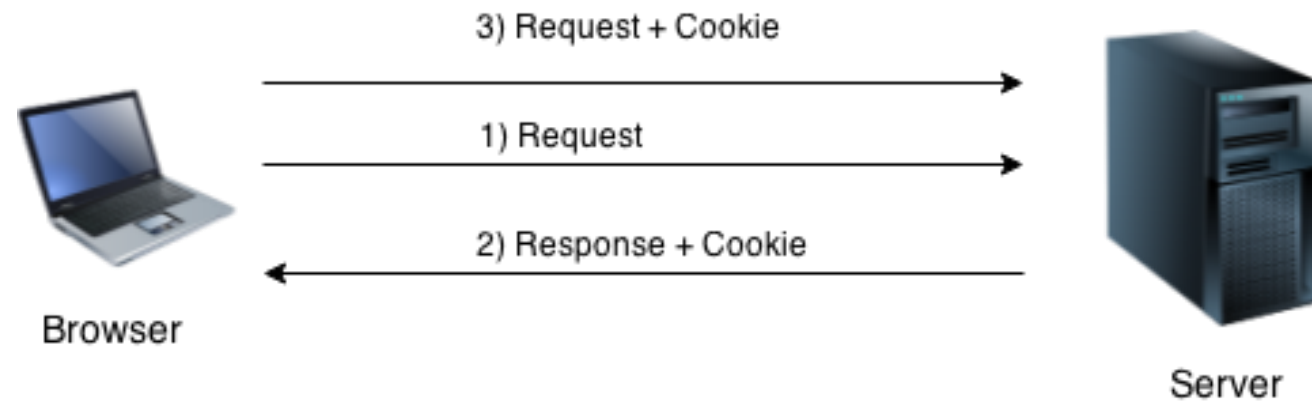 3) Request + Cookie
1) Request
2) Response + Cookie
Browser
Server